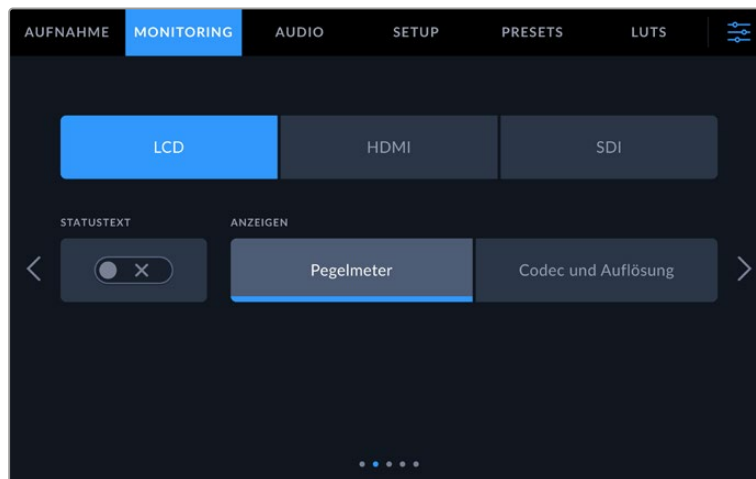 AUFNAHME MONITORING AUDIO SETUP PRESETS LUTS
LCD HDMI SDI
STATUSTEXT ANZEIGEN
Pegelmeter Codec und Auflösung